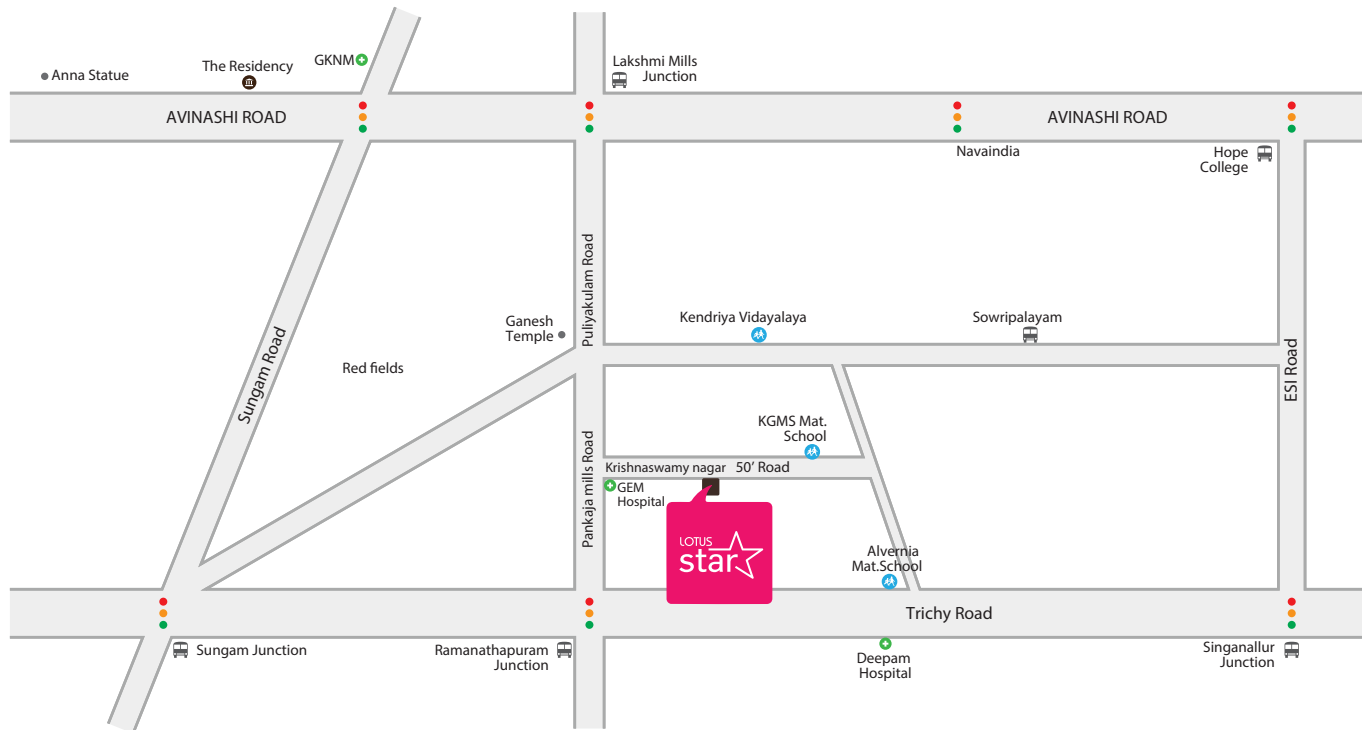 Anna Statue
The Residency
GKNM
Lakshmi Mills
Junction
AVINASHI ROAD
AVINASHI ROAD
Navaindia
Hope
College
Puliyakulam Road
Sungam Road
Red fields
Ganesh
Temple
Kendriya Vidayalaya
Sowripalayam
ESI Road
KGMS Mat.
School
Krishnaswamy nagar 50' Road
Pankaja mills Road
GEM
Hospital
LOTUS
star
Alvernia
Mat.School
Trichy Road
Sungam Junction
Ramanathapuram
Junction
Deepam
Hospital
Singanallur
Junction